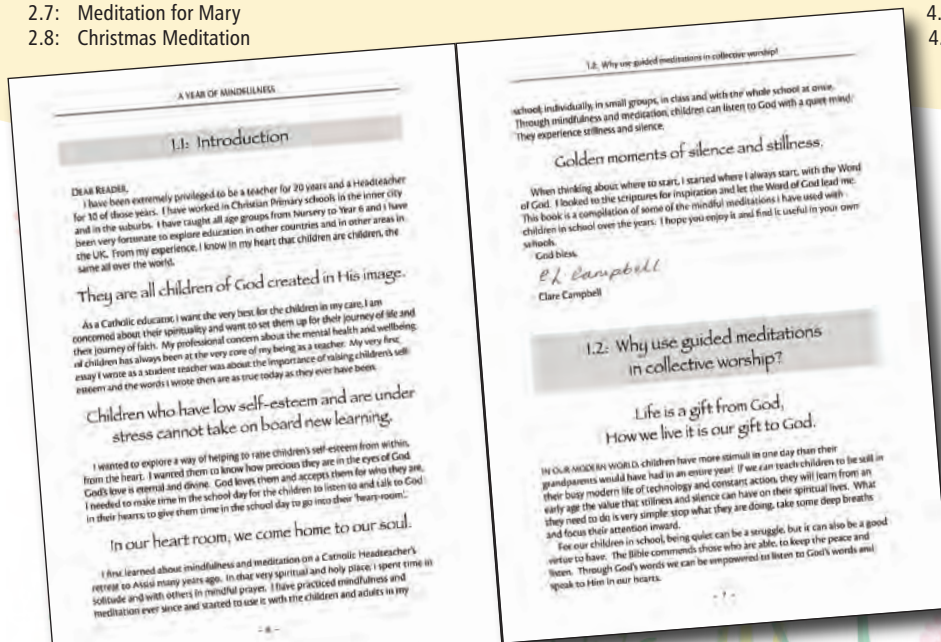 2.7: Meditation for Mary
2.8: Christmas Meditation
4.
4.
A YEAR OF MINDFULNESS
1.1: Introduction
DEAR READER,
I have been extremely privileged to be a teacher for 20 years and a Headteacher
for 10 of those years. I have worked in Christian Primary schools in the inner city
and in the suburbs. I have taught all age groups from Nursery to Year 6 and I have
been very fortunate to explore education in other countries and in other areas in
the UK. From my experience, I know in my heart that children are children, the
same all over the world.
They are all children of God created in His image.
As a Catholic educator, I want the very best for the children in my care. I am
concerned about their spirituality and want to set them up for their journey of life and
their journey of faith. My professional concern about the mental health and wellbeing
of children has always been at the very core of my being as a teacher. My very first
essay I wrote as a student teacher was about the importance of raising children's self-
esteem and the words I wrote then are as true today as they ever have been.
Children who have low self-esteem and are under
stress cannot take on board new learning.
I wanted to explore a way of helping to raise children's self-esteem from within,
from the heart. I wanted them to know how precious they are in the eyes of God
God's love is eternal and divine. God loves them and accepts them for who they are.
I needed to make time in the school day for the children to listen to and talk to God
in their hearts; to give them time in the school day to go into their 'heart-room'.
In our heart room, we come home to our soul.
I first learned about mindfulness and meditation on a Catholic Headteacher's
retreat to Assisi many years ago. In that very spiritual and holy place, I spent time in
solitude and with others in mindful prayer. I have practiced mindfulness and
meditation ever since and started to use it with the children and adults in my
- 6 -
1.2: Why use guided meditations in collective worship?
school, individually, in small groups, in class and with the whole school at once.
Through mindfulness and meditation, children can listen to God with a quiet mind.
They experience stillness and silence.
Golden moments of silence and stillness.
When thinking about where to start, I started where I always start, with the Word
of God. I looked to the scriptures for inspiration and let the Word of God lead me.
This book is a compilation of some of the mindful meditations I have used with
children in school over the years. I hope you enjoy it and find it useful in your own
schools.
God bless,
Campbell
Clare Campbell
1.2: Why use guided meditations
in collective worship?
Life is a gift from God,
How we live it is our gift to God.
IN OUR MODERN WORLD, children have more stimuli in one day than their
grandparents would have had in an entire year! If we can teach children to be still in
their busy modern life of technology and constant action, they will learn from an
early age the value that stillness and silence can have on their spiritual lives. What
they need to do is very simple: stop what they are doing, take some deep breaths
and focus their attention inward.
For our children in school, being quiet can be a struggle, but it can also be a good
virtue to have. The Bible commends those who are able, to keep the peace and
listen. Through God's words we can be empowered to listen to God's words and
speak to Him in our hearts.
- 7 -